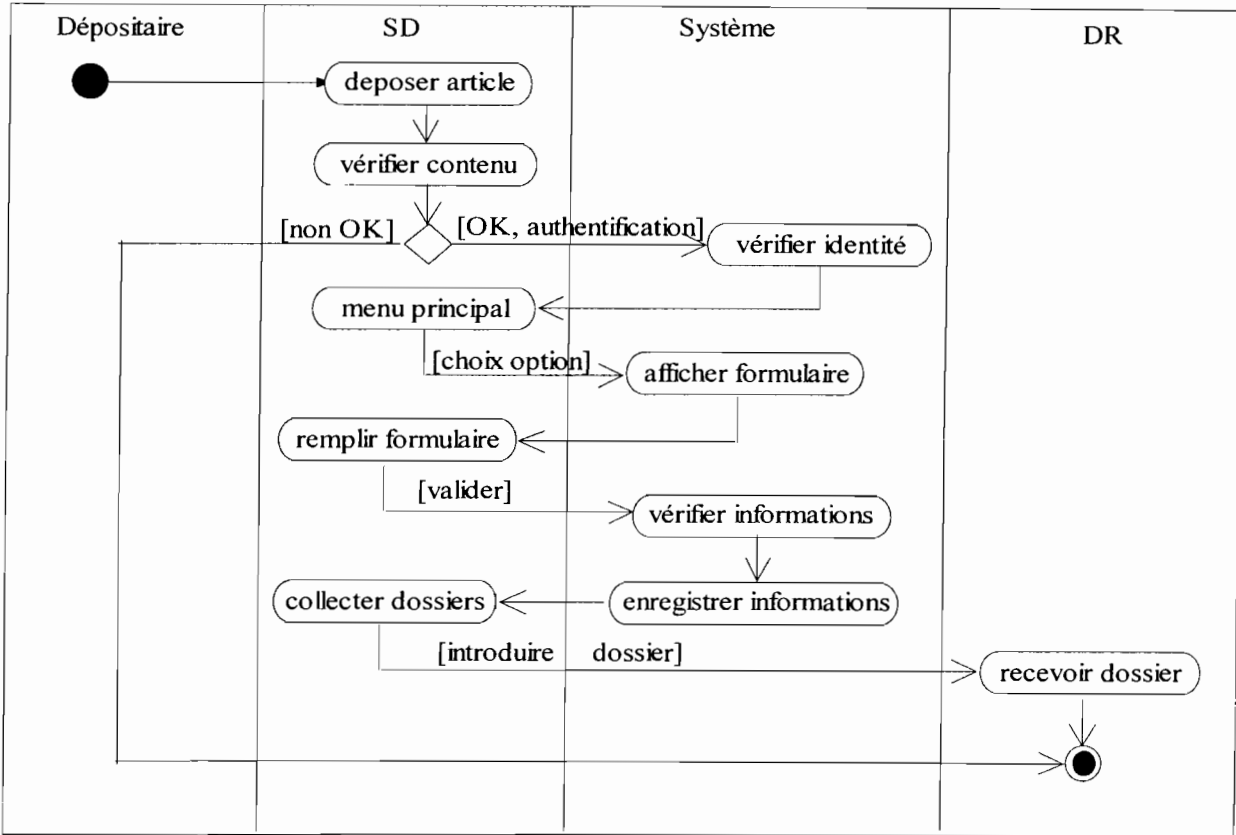 Dépositaire
SD
Système
DR
deposer article
vérifier contenu
[non OK]
[OK, authentification]
vérifier identité
menu principal
[choix option]
afficher formulaire
remplir formulaire
[valider]
vérifier informations
collecter dossiers
enregistrer informations
[introduire dossier]
recevoir dossier